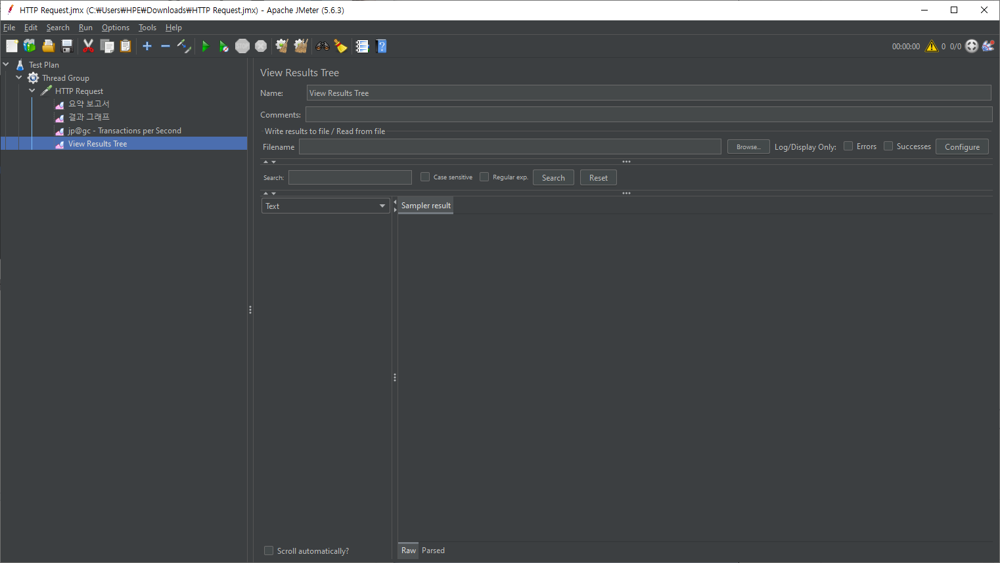 HTTP Request.jmx (C:₩Users₩HPE₩Downloads₩HTTP Request.jmx) - Apache JMeter (5.6.3)
File Edit Search Run Options Tools Help
STOP 00:00:00 0 0/0
Test Plan
Thread Group
HTTP Request
요약 보고서
결과 그래프
jp@gc - Transactions per Second
View Results Tree
View Results Tree
Name: View Results Tree
Comments:
Write results to file / Read from file
Filename Browse... Log/Display Only: Errors Successes Configure
Search: Case sensitive Regular exp. Search Reset
Text Sampler result
Scroll automatically? Raw Parsed